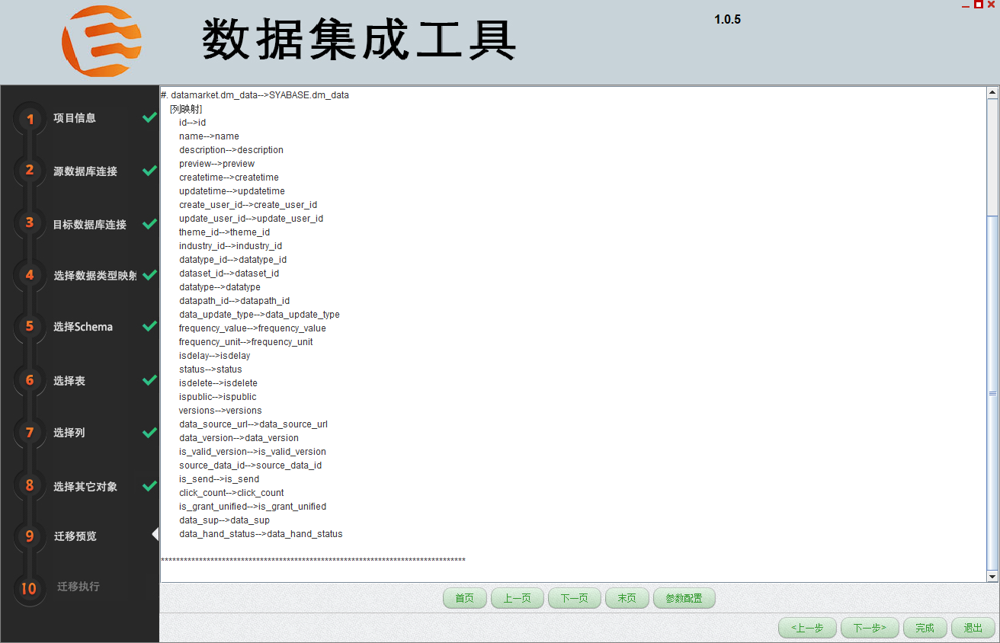 数据集成工具
1.0.5
1 项目信息
2 源数据库连接
3 目标数据库连接
4 选择数据类型映射
5 选择Schema
6 选择表
7 选择列
8 选择其它对象
9 迁移预览
10 迁移执行
#. datamarket.dm_data-->SYABASE.dm_data
[列映射]
id-->id
name-->name
description-->description
preview-->preview
createtime-->createtime
updatetime-->updatetime
create_user_id-->create_user_id
update_user_id-->update_user_id
theme_id-->theme_id
industry_id-->industry_id
datatype_id-->datatype_id
dataset_id-->dataset_id
datatype-->datatype
datapath_id-->datapath_id
data_update_type-->data_update_type
frequency_value-->frequency_value
frequency_unit-->frequency_unit
isdelay-->isdelay
status-->status
isdelete-->isdelete
ispublic-->ispublic
versions-->versions
data_source_url-->data_source_url
data_version-->data_version
is_valid_version-->is_valid_version
source_data_id-->source_data_id
is_send-->is_send
click_count-->click_count
is_grant_unified-->is_grant_unified
data_sup-->data_sup
data_hand_status-->data_hand_status
********************************************************************************
首页 上一页 下一页 末页 参数配置
<上一步 下一步> 完成 退出